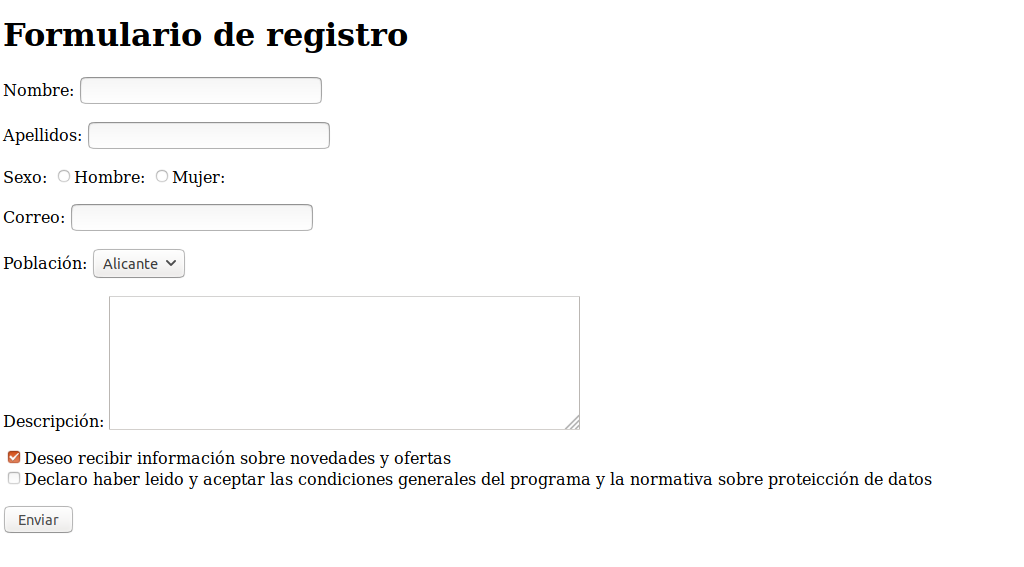 Formulario de registro
Nombre:
Apellidos:
Sexo: Hombre: Mujer:
Correo:
Población: Alicante
Descripción:
Deseo recibir información sobre novedades y ofertas
Declaro haber leido y aceptar las condiciones generales del programa y la normativa sobre proteicción de datos
Enviar